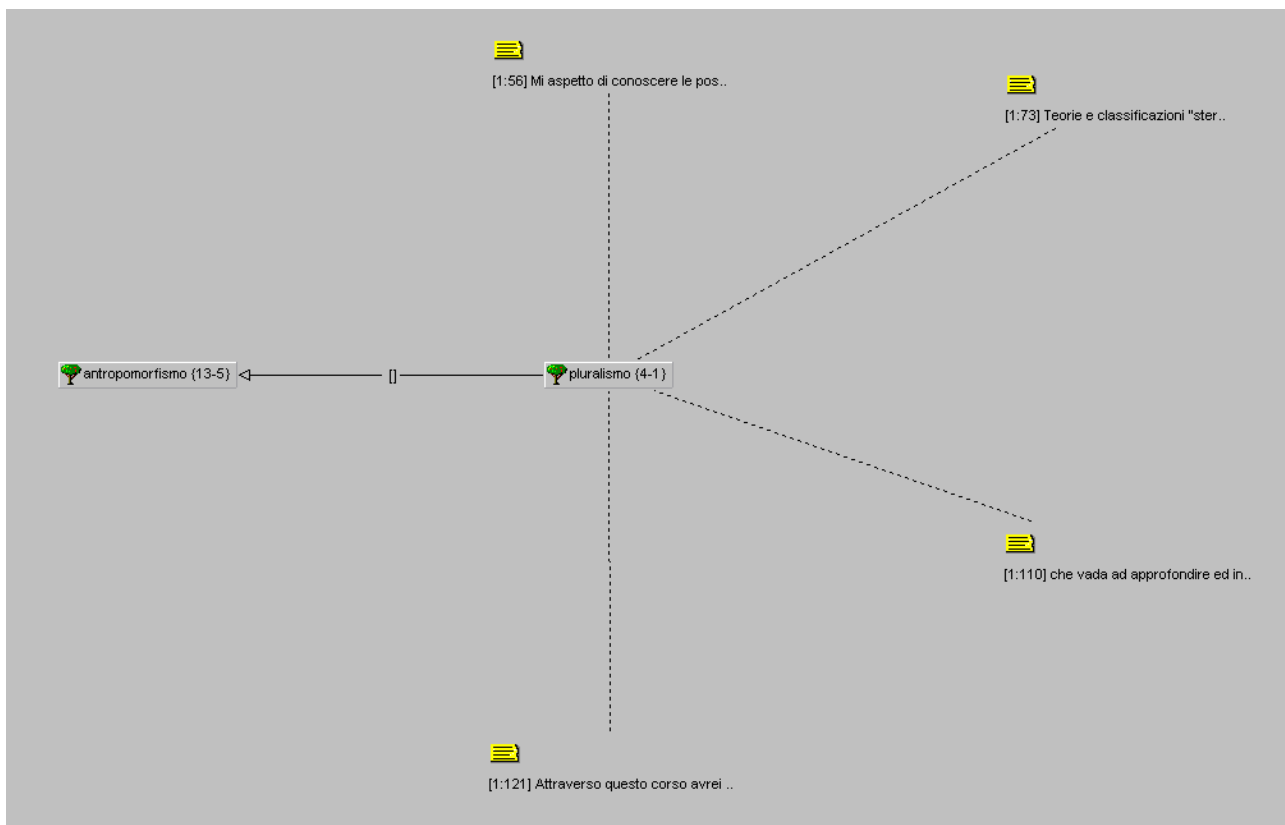 [1:56] Mi aspetto di conoscere le pos..
[1:73] Teorie e classificazioni "ster..
antropomorfismo {13-5}
[]
pluralismo {4-1}
[1:110] che vada ad approfondire ed in..
[1:121] Attraverso questo corso avrei ..